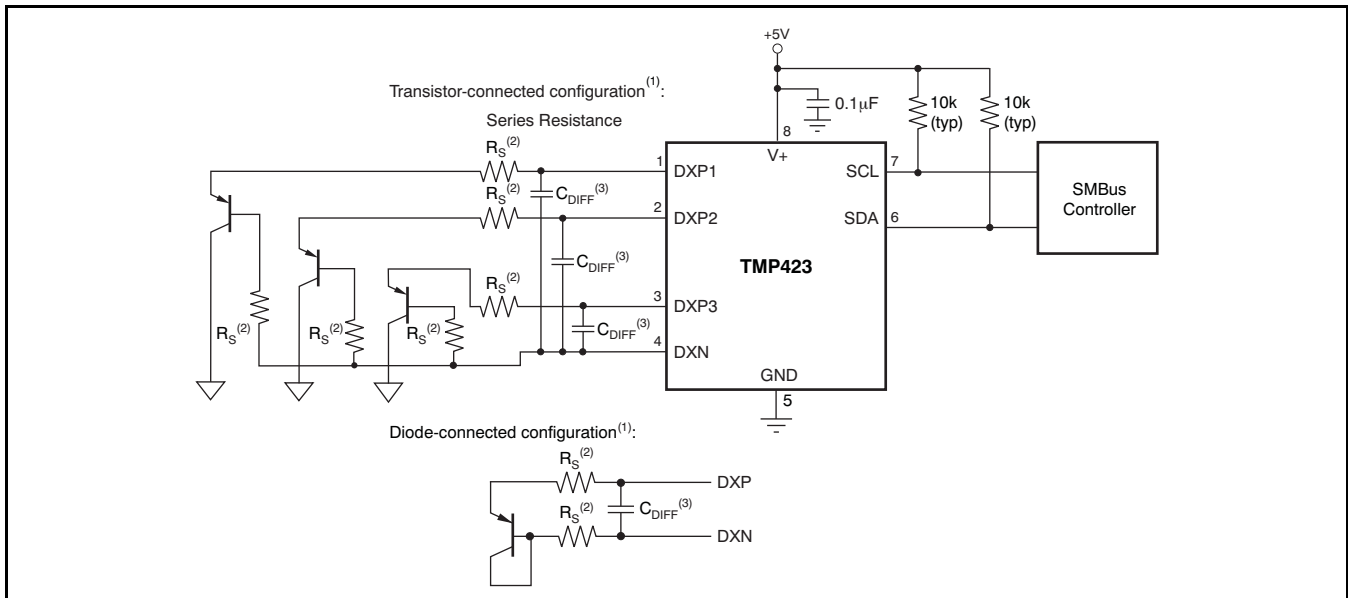 +5V
Transistor-connected configuration(1):
Series Resistance
0.1μF
10k
(typ)
10k
(typ)
8
V+
RS(2)
1
DXP1
SCL
7
CDIFF(3)
RS(2)
2
DXP2
SDA
6
SMBus
Controller
CDIFF(3)
TMP423
RS(2)
3
DXP3
RS(2)
RS(2)
RS(2)
CDIFF(3)
4
DXN
GND
5
Diode-connected configuration(1):
RS(2)
DXP
CDIFF(3)
RS(2)
DXN